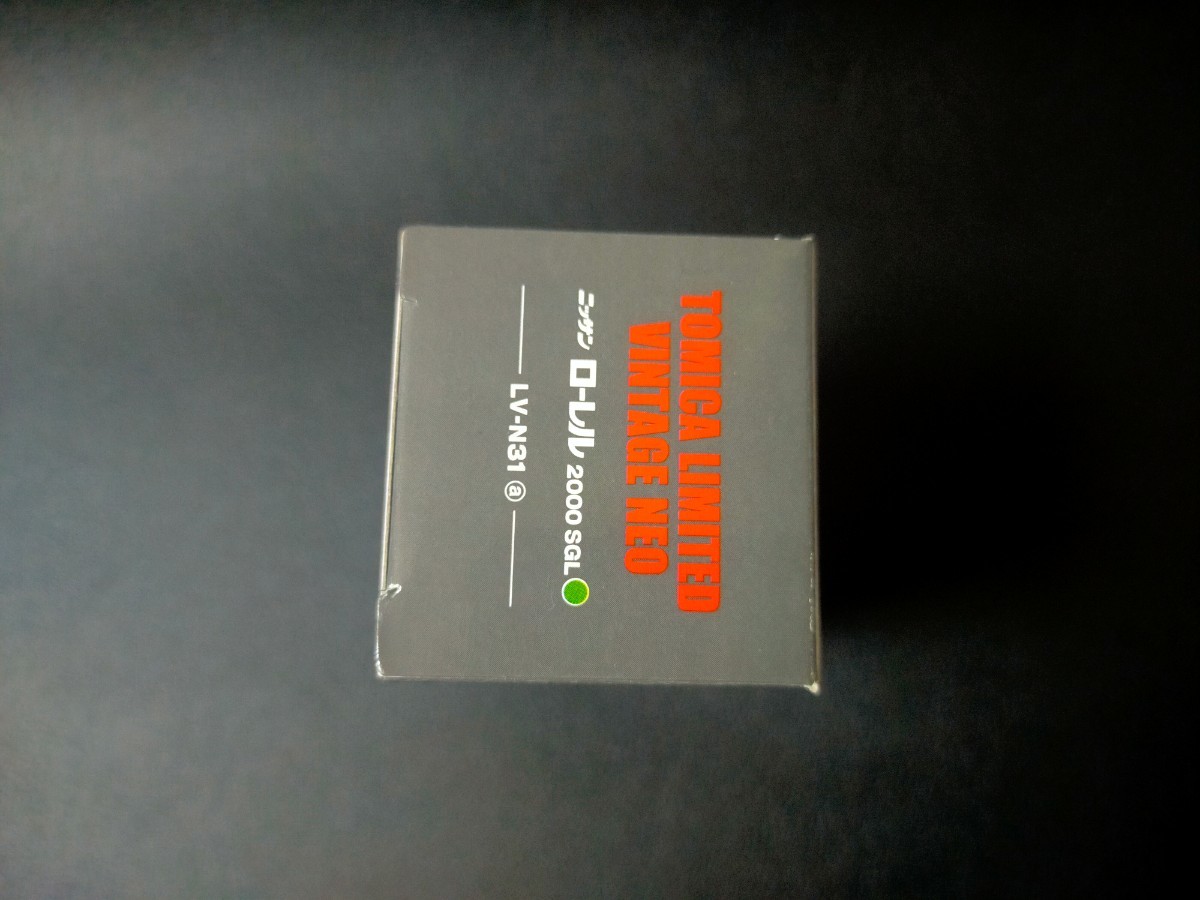 TOMICA LIMITED
VINTAGE NEO
ニッサン ローレル 2000 SGL
LV-N31 ⓐ